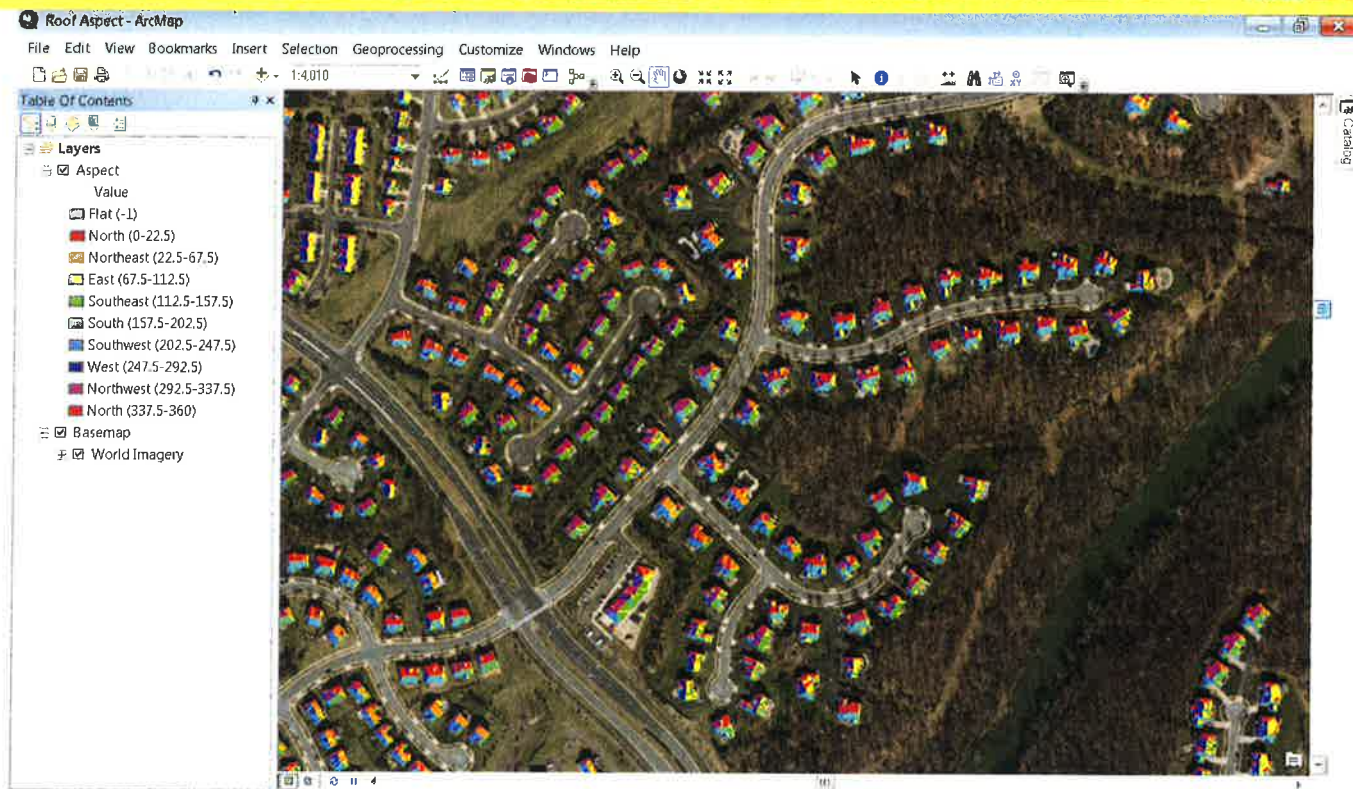 Roof Aspect - ArcMap
File Edit View Bookmarks Insert Selection Geoprocessing Customize Windows Help
1:4,010
Table Of Contents
Catalog
Layers
Aspect
Value
Flat (-1)
North (0-22.5)
Northeast (22.5-67.5)
East (67.5-112.5)
Southeast (112.5-157.5)
South (157.5-202.5)
Southwest (202.5-247.5)
West (247.5-292.5)
Northwest (292.5-337.5)
North (337.5-360)
Basemap
World Imagery